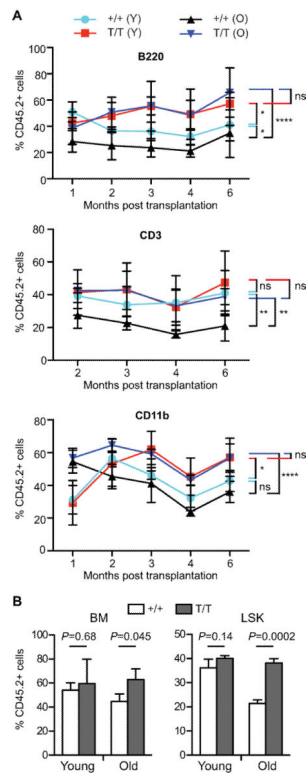 A
+/+ (Y) +/+ (O)
T/T (Y) T/T (O)
B220
% CD45.2+ cells
100
80
60
40
20
0
1 2 3 4 6
Months post transplantation
ns
*
*
****
CD3
% CD45.2+ cells
100
80
60
40
20
0
2 2 3 4 6
Months post transplantation
ns
ns
**
**
CD11b
% CD45.2+ cells
100
80
60
40
20
0
1 2 3 4 6
Months post transplantation
ns
*
ns
****
B
+/+ T/T
BM
% CD45.2+ cells
100
80
60
40
20
0
P=0.68 P=0.045
Young Old
LSK
50
40
30
20
10
0
P=0.14 P=0.0002
Young Old